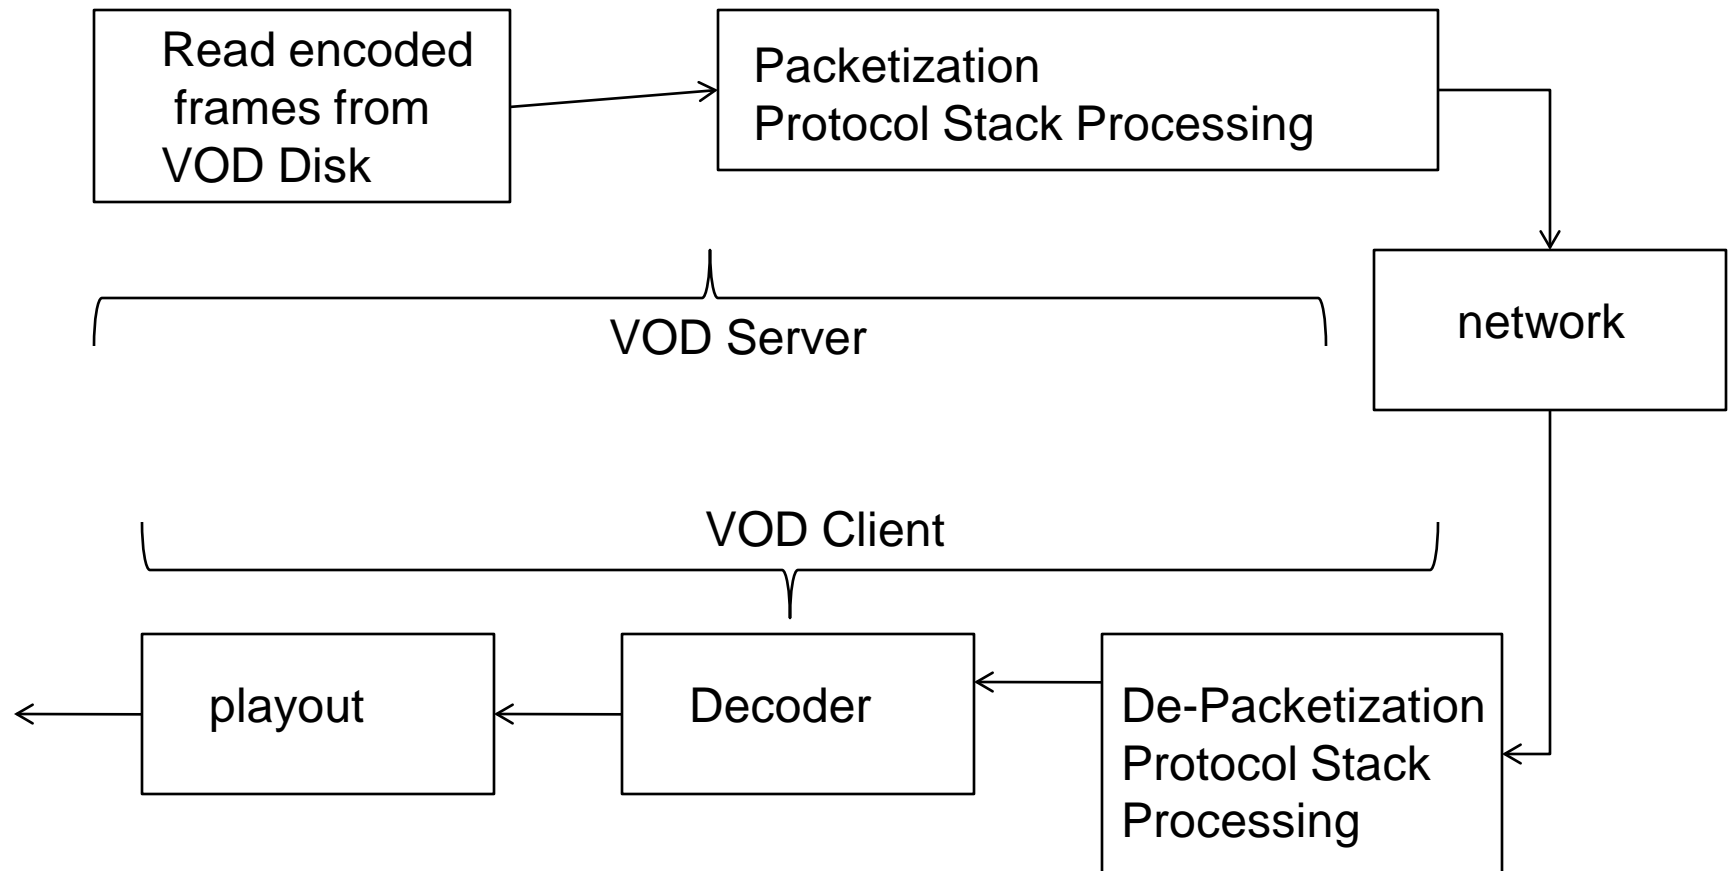 Read encoded
frames from
VOD Disk
Packetization
Protocol Stack Processing
VOD Server
network
VOD Client
playout
Decoder
De-Packetization
Protocol Stack
Processing